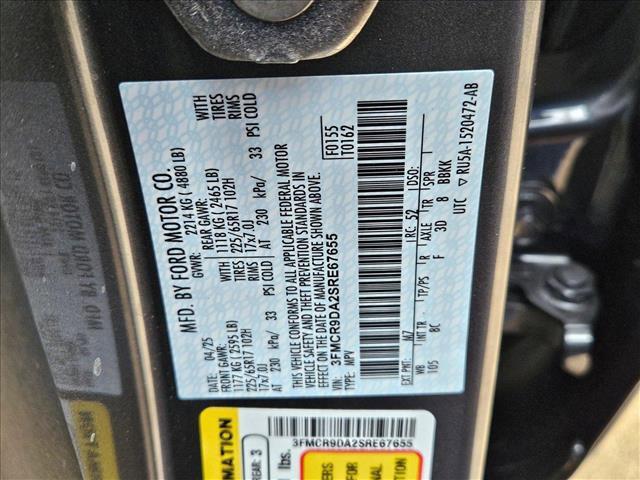 MFD. BY FORD MOTOR CO.
DATE: 04/25
GVWR:
2214 KG ( 4880 LB)
FRONT GAWR:
REAR GAWR:
1177 KG ( 2595 LB)
1118 KG ( 2465 LB)
WITH
225/65R17 102H
TIRES
225/65R17 102H
TIRES
17x7.0J
RIMS
17x7.0J
RIMS
AT 230 kPa/ 33 PSI COLD
AT 230 kPa/ 33 PSI COLD
THIS VEHICLE CONFORMS TO ALL APPLICABLE FEDERAL MOTOR
VEHICLE SAFETY AND THEFT PREVENTION STANDARDS IN
EFFECT ON THE DATE OF MANUFACTURE SHOWN ABOVE.
VIN: 3FMCR9DA2SRE67655
TYPE: MPV
F0155
T0162
EXT PNT: M7 RC: 52 DSO:
WB INT TR TP/PS R AXLE TR SPR
105 8C F 3D 8 BBKK
UTC RU5A-1520472-AB
3FMCR9DA2SRE67655
REAR: 3
lbs.